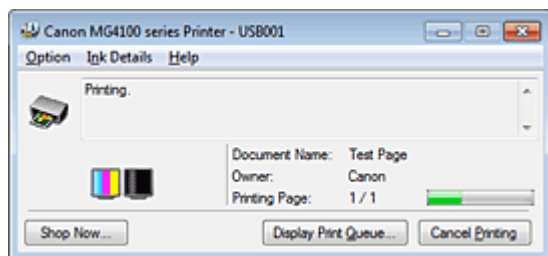 Canon MG4100 series Printer - USB001
Option Ink Details Help
Printing.
Document Name: Test Page
Owner: Canon
Printing Page: 1 / 1
Shop Now... Display Print Queue... Cancel Printing